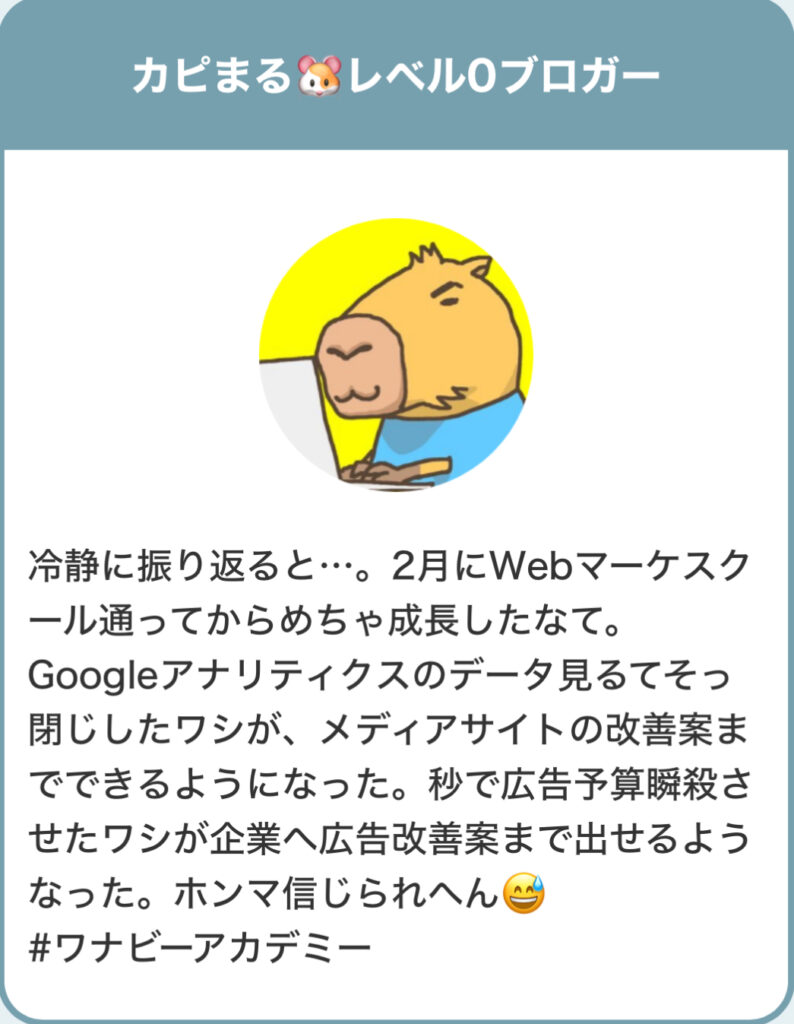 カピまる🐹レベル0ブロガー
冷静に振り返ると…。2月にWebマーケスク
ール通ってからめちゃ成長したなて。
Googleアナリティクスのデータ見るてそっ
閉じしたワシが、メディアサイトの改善案ま
でできるようになった。秒で広告予算瞬殺さ
せたワシが企業へ広告改善案まで出せるよう
なった。ホンマ信じられへん😅
#ワナビーアカデミー